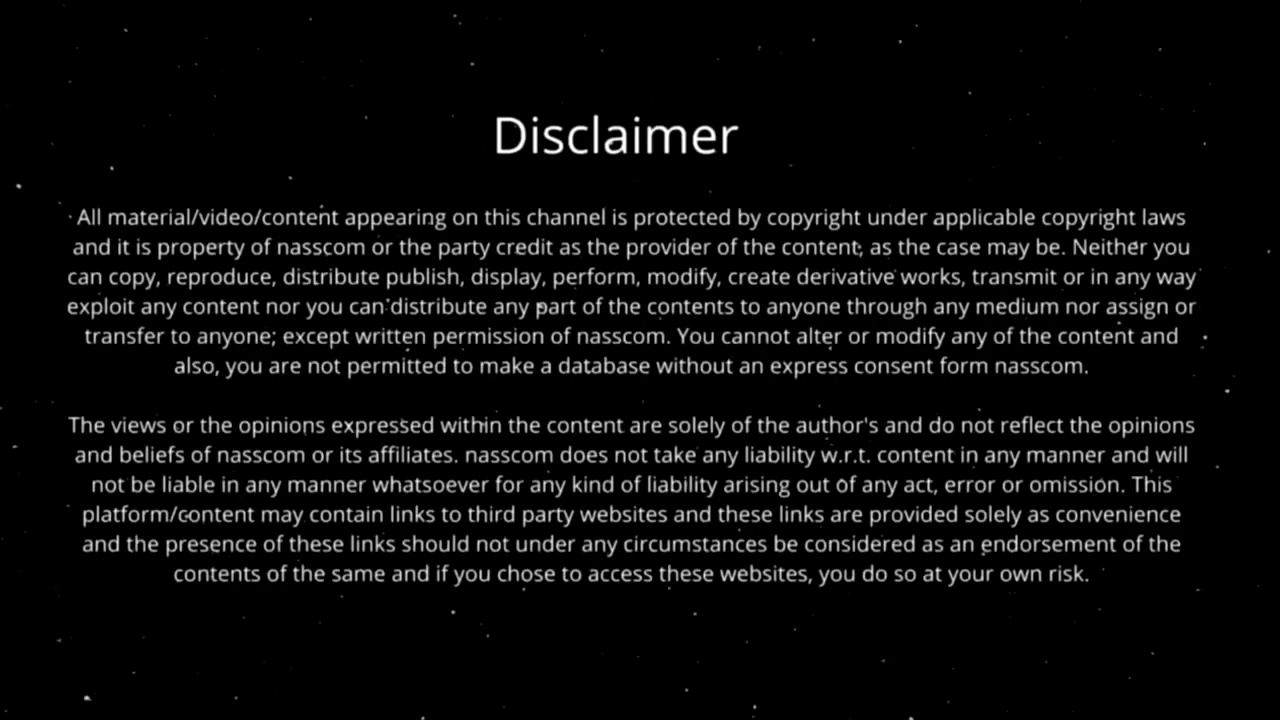 Disclaimer
All material/video/content appearing on this channel is protected by copyright under applicable copyright laws
and it is property of nasscom or the party credit as the provider of the content; as the case may be. Neither you
can copy, reproduce, distribute publish, display, perform, modify, create derivative works, transmit or in any way
exploit any content nor you can distribute any part of the contents to anyone through any medium nor assign or
transfer to anyone; except written permission of nasscom. You cannot alter or modify any of the content and
also, you are not permitted to make a database without an express consent form nasscom.
The views or the opinions expressed within the content are solely of the author's and do not reflect the opinions
and beliefs of nasscom or its affiliates. nasscom does not take any liability w.r.t. content in any manner and will
not be liable in any manner whatsoever for any kind of liability arising out of any act, error or omission. This
platform/content may contain links to third party websites and these links are provided solely as convenience
and the presence of these links should not under any circumstances be considered as an endorsement of the
contents of the same and if you chose to access these websites, you do so at your own risk.